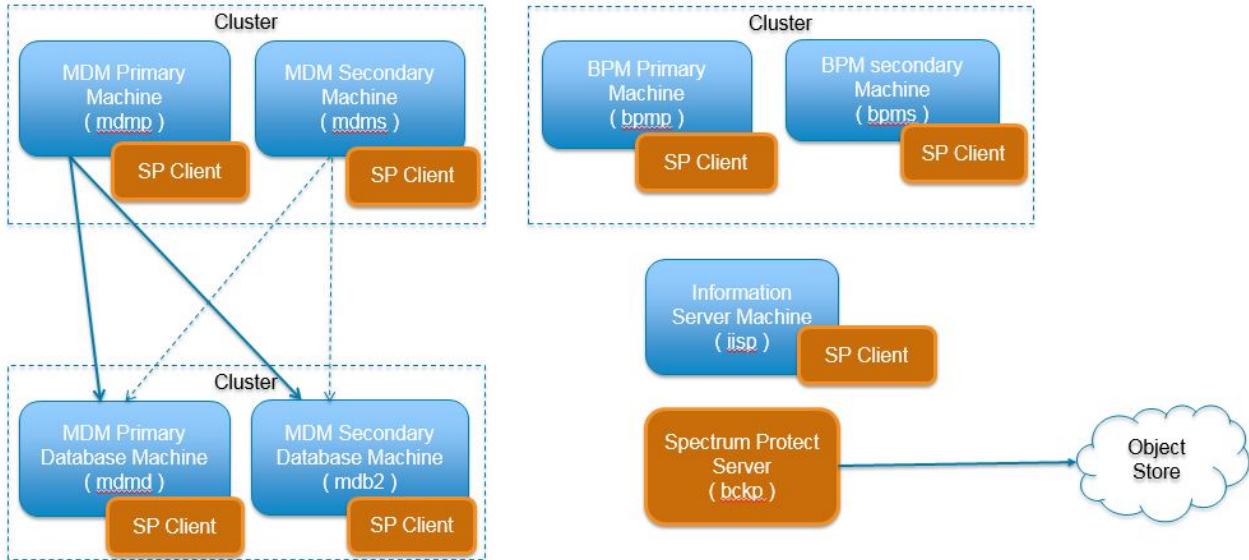 Cluster
MDM Primary
Machine
( mdmp )
SP Client
MDM Secondary
Machine
( mdms )
SP Client
Cluster
BPM Primary
Machine
( bpmp )
SP Client
BPM secondary
Machine
( bpms )
SP Client
Information
Server Machine
( iisp )
SP Client
Cluster
MDM Primary
Database Machine
( mdmd )
SP Client
MDM Secondary
Database Machine
( mdb2 )
SP Client
Spectrum Protect
Server
( bckp )
Object
Store